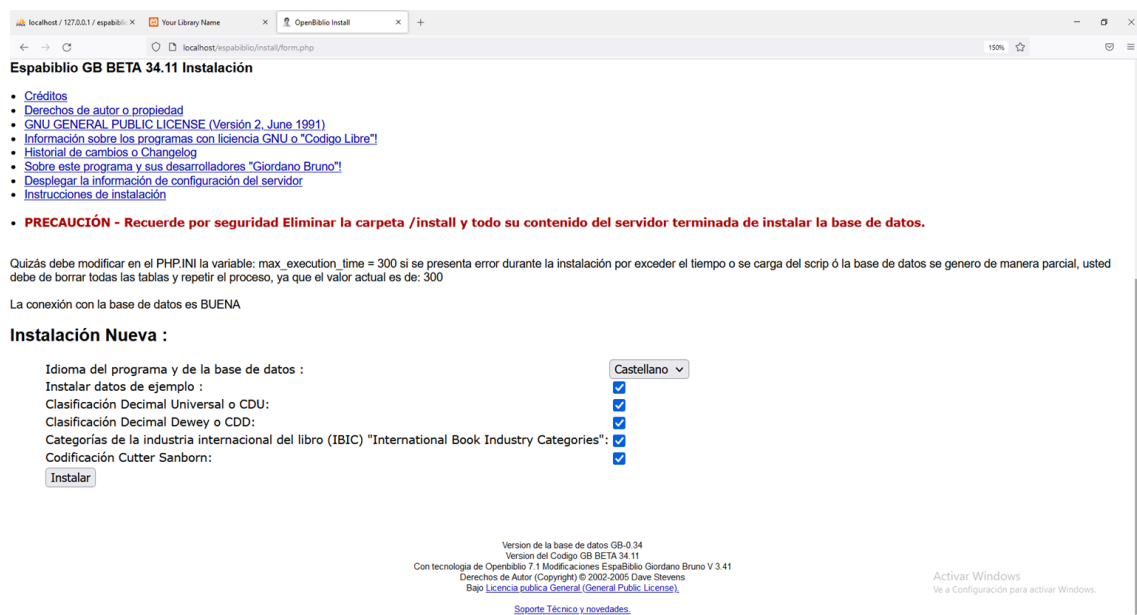 localhost / 127.0.0.1 / espabiblio
Your Library Name
OpenBiblio Install
localhost/espabiblio/install/form.php
150%
Espabiblio GB BETA 34.11 Instalación
Créditos
Derechos de autor o propiedad
GNU GENERAL PUBLIC LICENSE (Versión 2, June 1991)
Información sobre los programas con liciencia GNU o "Codigo Libre"!
Historial de cambios o Changelog
Sobre este programa y sus desarrolladores "Giordano Bruno"!
Desplegar la información de configuración del servidor
Instrucciones de instalación
PRECAUCIÓN - Recuerde por seguridad Eliminar la carpeta /install y todo su contenido del servidor terminada de instalar la base de datos.
Quizás debe modificar en el PHP.INI la variable: max_execution_time = 300 si se presenta error durante la instalación por exceder el tiempo o se carga del scrip ó la base de datos se genero de manera parcial, usted
debe de borrar todas las tablas y repetir el proceso, ya que el valor actual es de: 300
La conexión con la base de datos es BUENA
Instalación Nueva :
Idioma del programa y de la base de datos : Castellano
Instalar datos de ejemplo :
Clasificación Decimal Universal o CDU:
Clasificación Decimal Dewey o CDD:
Categorías de la industria internacional del libro (IBIC) "International Book Industry Categories":
Codificación Cutter Sanborn:
Instalar
Version de la base de datos GB-0.34
Version del Codigo GB BETA 34.11
Con tecnologia de Openbiblio 7.1 Modificaciones EspaBiblio Giordano Bruno V 3.41
Derechos de Autor (Copyright) © 2002-2005 Dave Stevens
Bajo Licencia publica General (General Public License).
Soporte Técnico y novedades.
Activar Windows
Ve a Configuración para activar Windows.